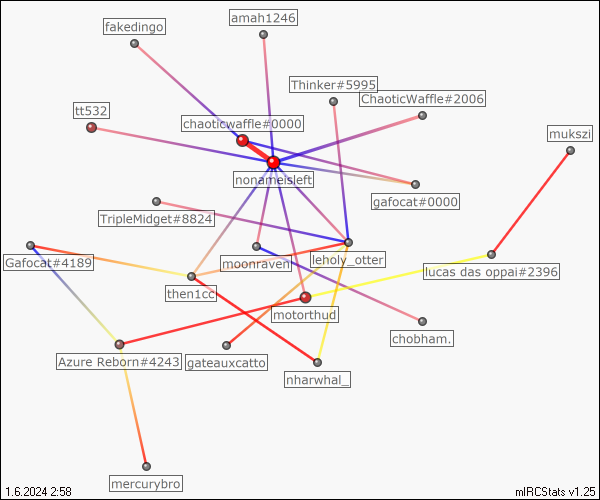 amah1246
fakedingo
Thinker#5995
ChaoticWaffle#2006
tt532
chaoticwaffle#0000
mukszi
nonameisleft
gafocat#0000
TripleMidget#8824
Gafocat#4189
moonraven
leholy_otter
lucas das oppai#2396
then1cc
motorthud
chobham.
Azure Reborn#4243
gateauxcatto
nharwhal_
mercurybro
1.6.2024 2:58
mIRCStats v1.25